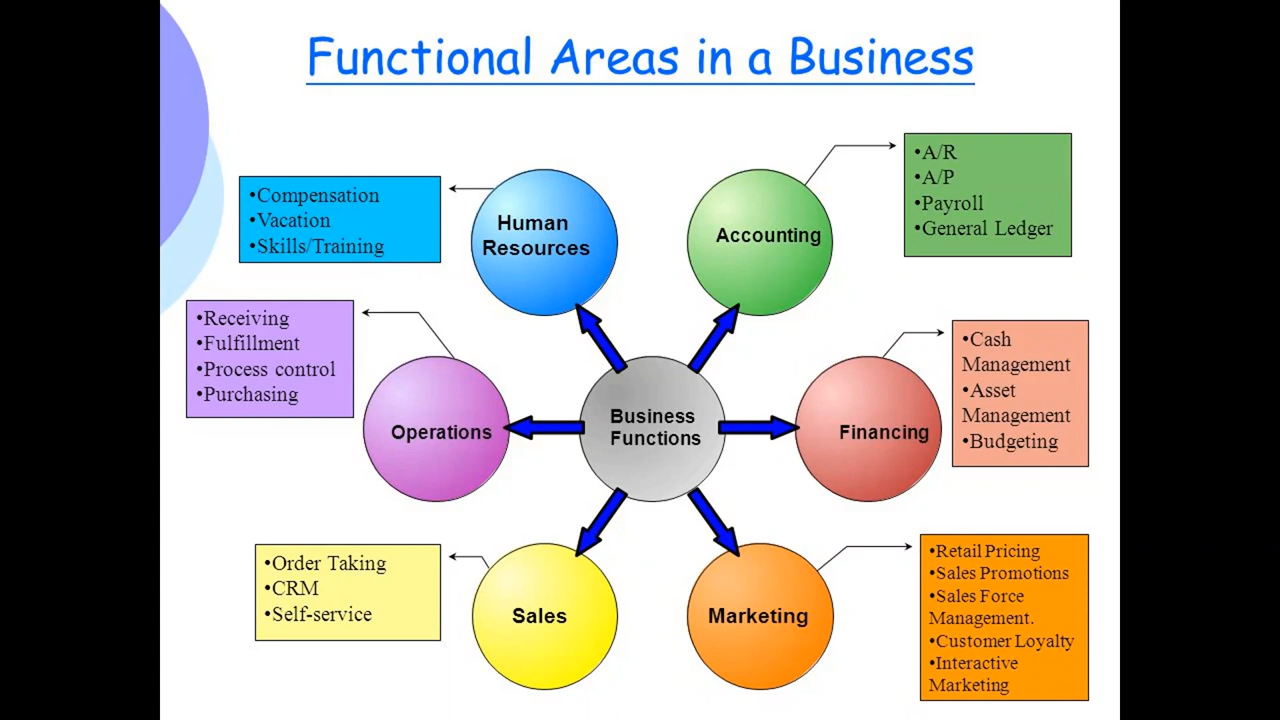 Functional Areas in a Business
•Compensation
•Vacation
•Skills/Training
Human
Resources
Accounting
•A/R
•A/P
•Payroll
•General Ledger
•Receiving
•Fulfillment
•Process control
•Purchasing
Operations
Business
Functions
Financing
•Cash
Management
•Asset
Management
•Budgeting
•Order Taking
•CRM
•Self-service
Sales
Marketing
•Retail Pricing
•Sales Promotions
•Sales Force
Management.
•Customer Loyalty
•Interactive
Marketing